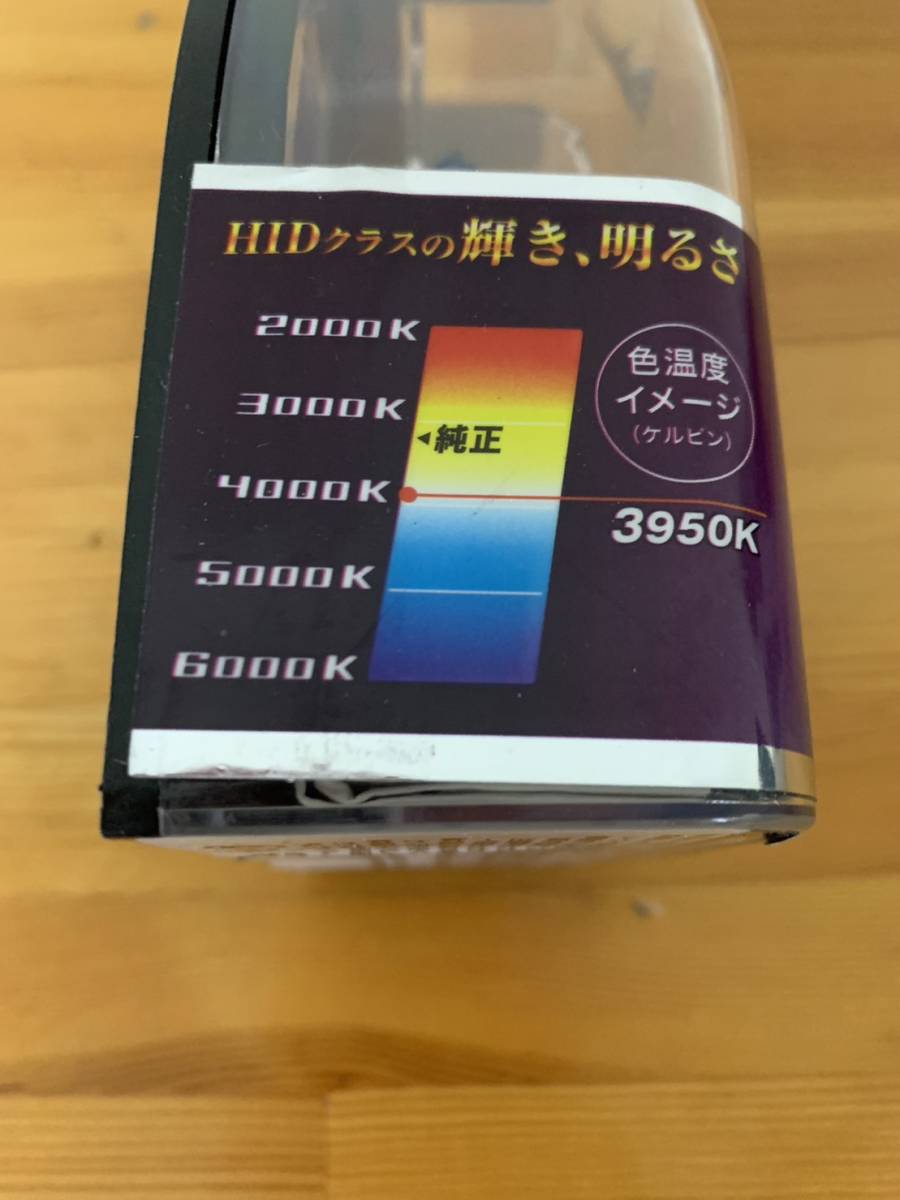 HIDクラスの輝き、明るさ
2000K
3000K
◀純正
4000K
5000K
6000K
色温度
イメージ
(ケルビン)
3950K